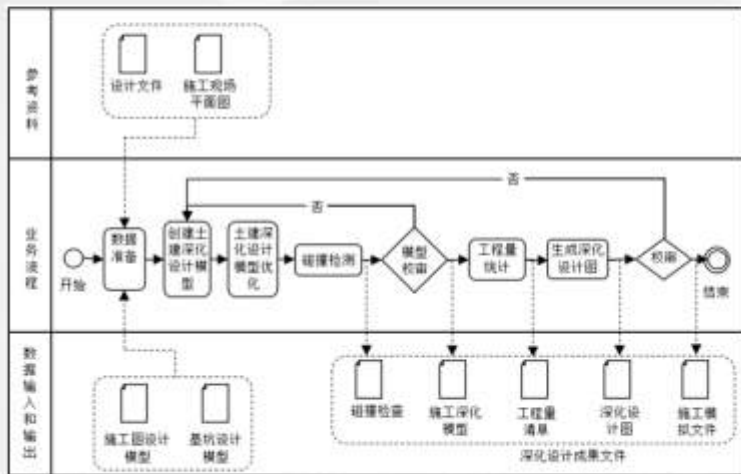 参考资料
设计文件
施工现场
平面图
业务流程
否
否
开始
数据
准备
创建土
建深化
设计模
型
土建深
化设计
模型优
化
碰撞检测
模型
校审
工程量
统计
生成深化
设计图
校审
结束
数据输入和输出
施工图设计
模型
基坑设计
模型
碰撞检查
施工深化
模型
工程量
清单
深化设
计图
施工模
拟文件
深化设计成果文件